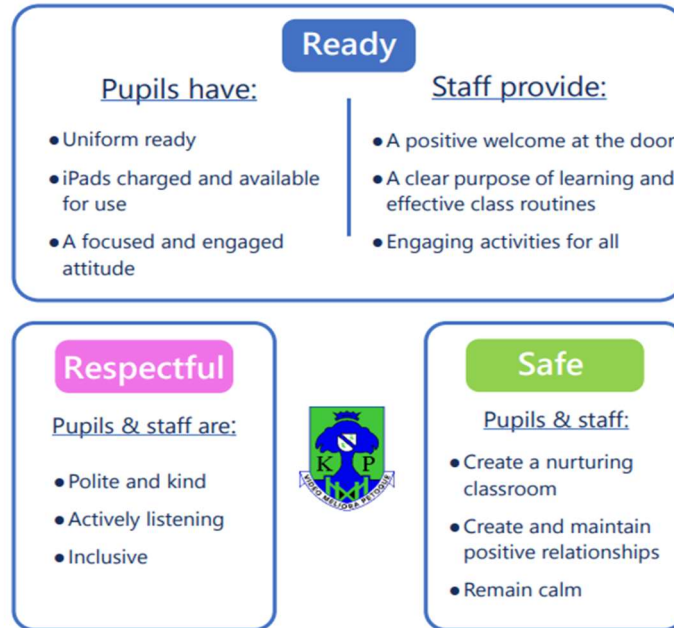 Ready
Pupils have:
● Uniform ready
● iPads charged and available
for use
● A focused and engaged
attitude
Staff provide:
● A positive welcome at the door
● A clear purpose of learning and
effective class routines
● Engaging activities for all
Respectful
Pupils & staff are:
● Polite and kind
● Actively listening
● Inclusive
K P
VIDEO MELIORA PETOQUE
Safe
Pupils & staff:
● Create a nurturing
classroom
● Create and maintain
positive relationships
● Remain calm